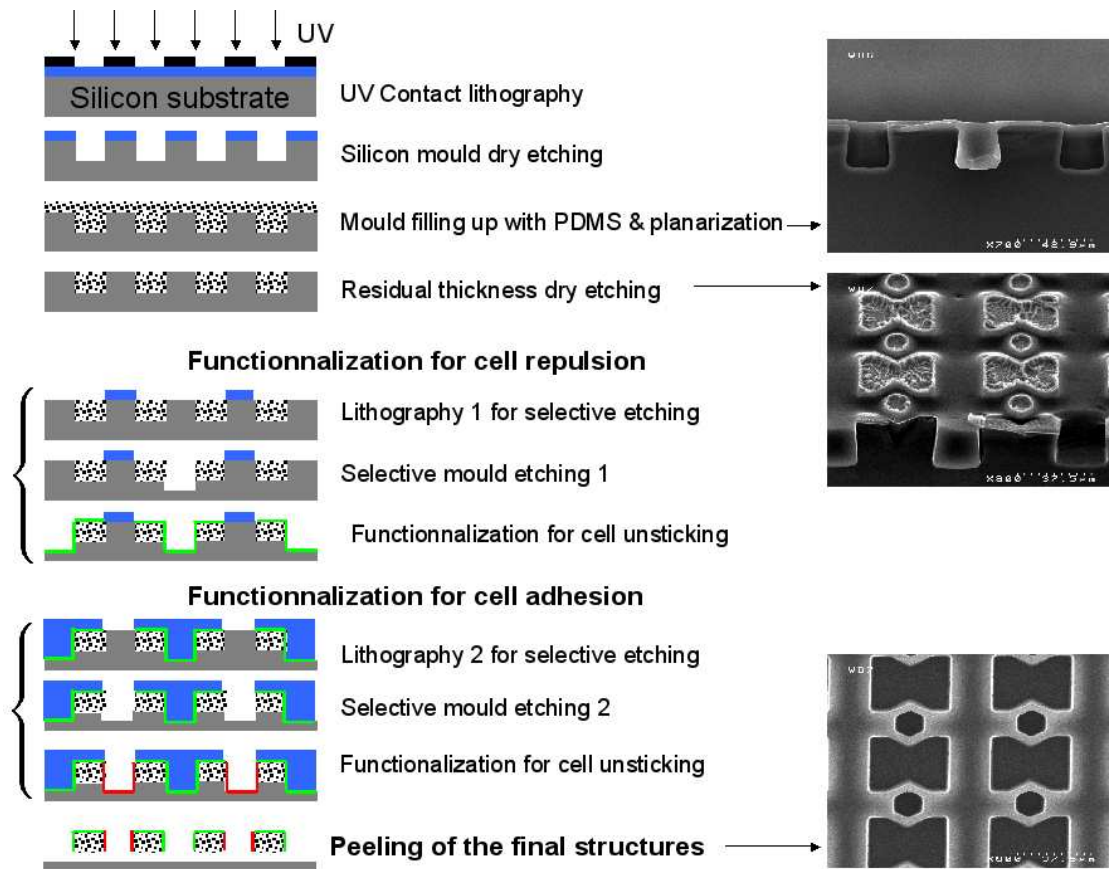 UV
Silicon substrate
UV Contact lithography
Silicon mould dry etching
Mould filling up with PDMS & planarization
Residual thickness dry etching
Functionnalization for cell repulsion
Lithography 1 for selective etching
Selective mould etching 1
Functionnalization for cell unsticking
Functionnalization for cell adhesion
Lithography 2 for selective etching
Selective mould etching 2
Functionalization for cell unsticking
Peeling of the final structures